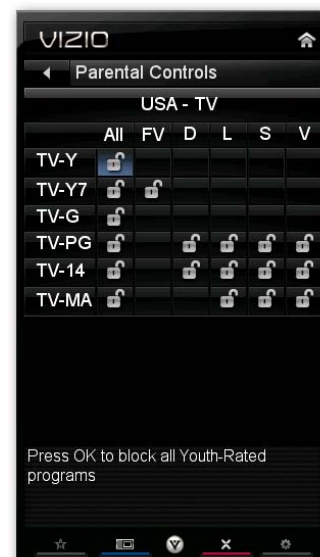 VIZIO
Parental Controls
USA - TV
All FV D L S V
TV-Y
TV-Y7
TV-G
TV-PG
TV-14
TV-MA
Press OK to block all Youth-Rated
programs